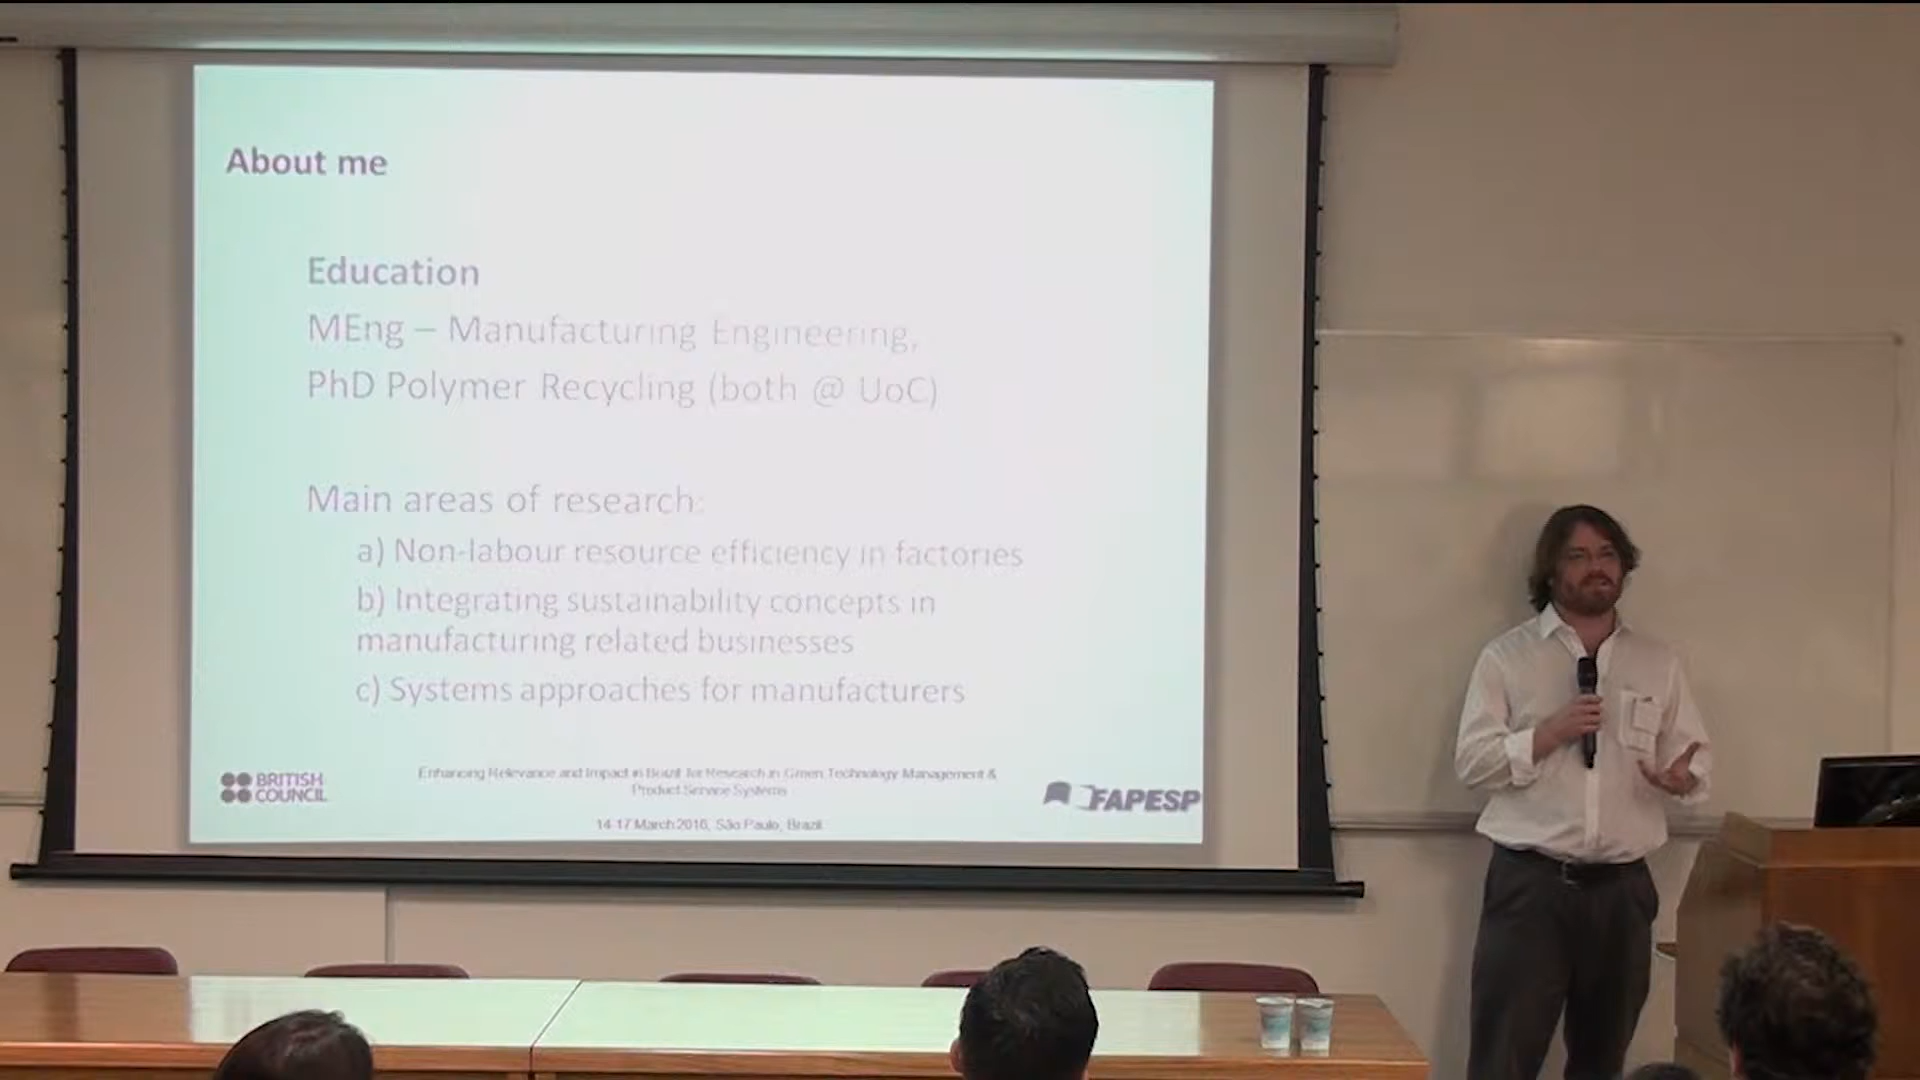 About me
Education
MEng – Manufacturing Engineering,
PhD Polymer Recycling (both @ UoC)
Main areas of research:
a) Non-labour resource efficiency in factories
b) Integrating sustainability concepts in
manufacturing related businesses
c) Systems approaches for manufacturers
BRITISH
COUNCIL
Enhancing Relevance and Impact in Brazil for Research in Green Technology Management &
Product Service Systems
14-17 March 2016, São Paulo, Brazil
FAPESP